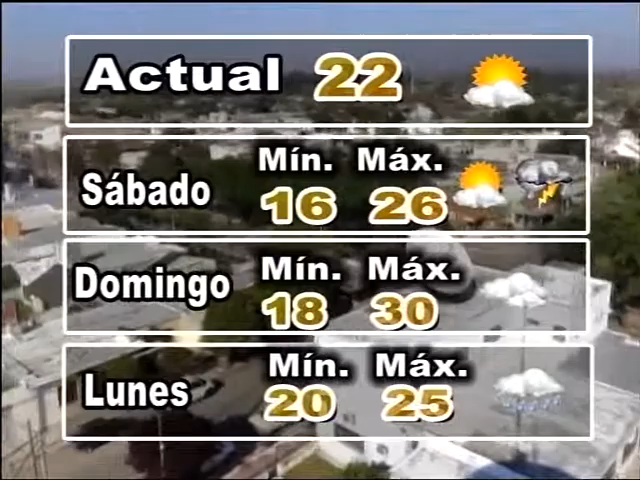 Actual 22
Mín. Máx.
Sábado 16 26
Mín. Máx.
Domingo 18 30
Mín. Máx.
Lunes 20 25